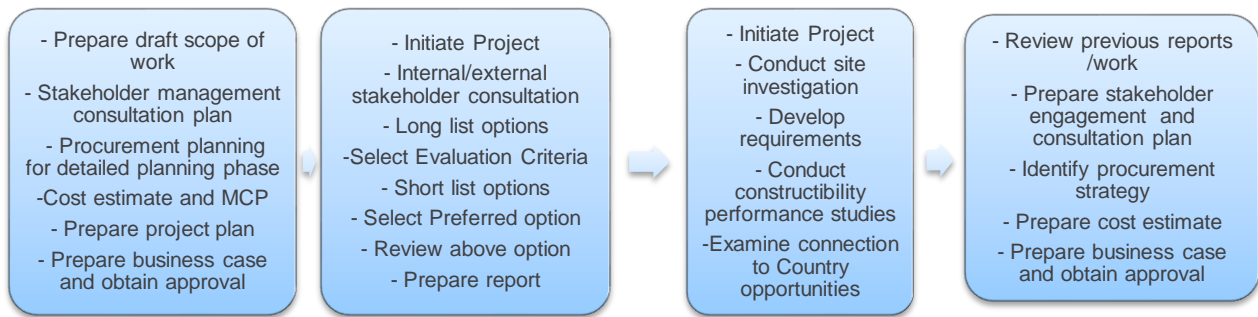 - Prepare draft scope of
work
- Stakeholder management
consultation plan
- Procurement planning
for detailed planning phase
-Cost estimate and MCP
- Prepare project plan
- Prepare business case
and obtain approval
- Initiate Project
- Internal/external
stakeholder consultation
- Long list options
-Select Evaluation Criteria
- Short list options
- Select Preferred option
- Review above option
- Prepare report
- Initiate Project
- Conduct site
investigation
- Develop
requirements
- Conduct
constructibility
performance studies
-Examine connection
to Country
opportunities
- Review previous reports
/work
- Prepare stakeholder
engagement and
consultation plan
- Identify procurement
strategy
- Prepare cost estimate
- Prepare business case
and obtain approval